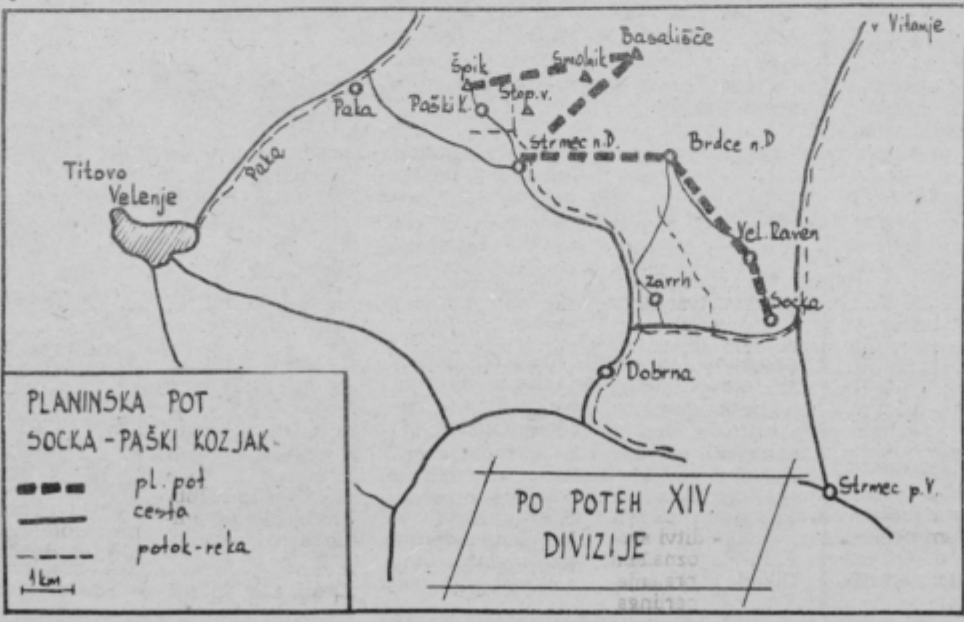 v Vitanje
Basališče
Smolnik
Špik
Stop.v.
Paški K.
Paka
Paka
Strmec n.D.
Brdce n.D
Titovo
Velenje
Vel. Raven
Zavrh
Socka
Dobrna
PLANINSKA POT
SOCKA - PAŠKI KOZJAK
pl. pot
cesta
potok-reka
1km
PO POTEH XIV.
DIVIZIJE
Strmec p.V.